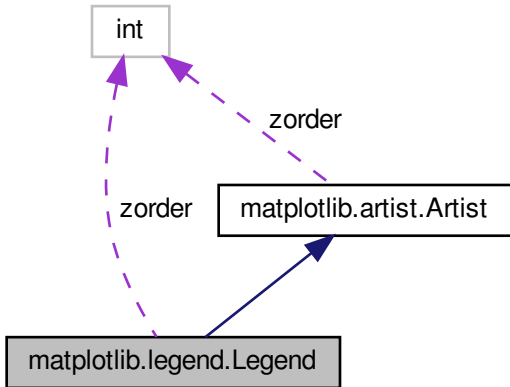 int
zorder
matplotlib.artist.Artist
zorder
matplotlib.legend.Legend